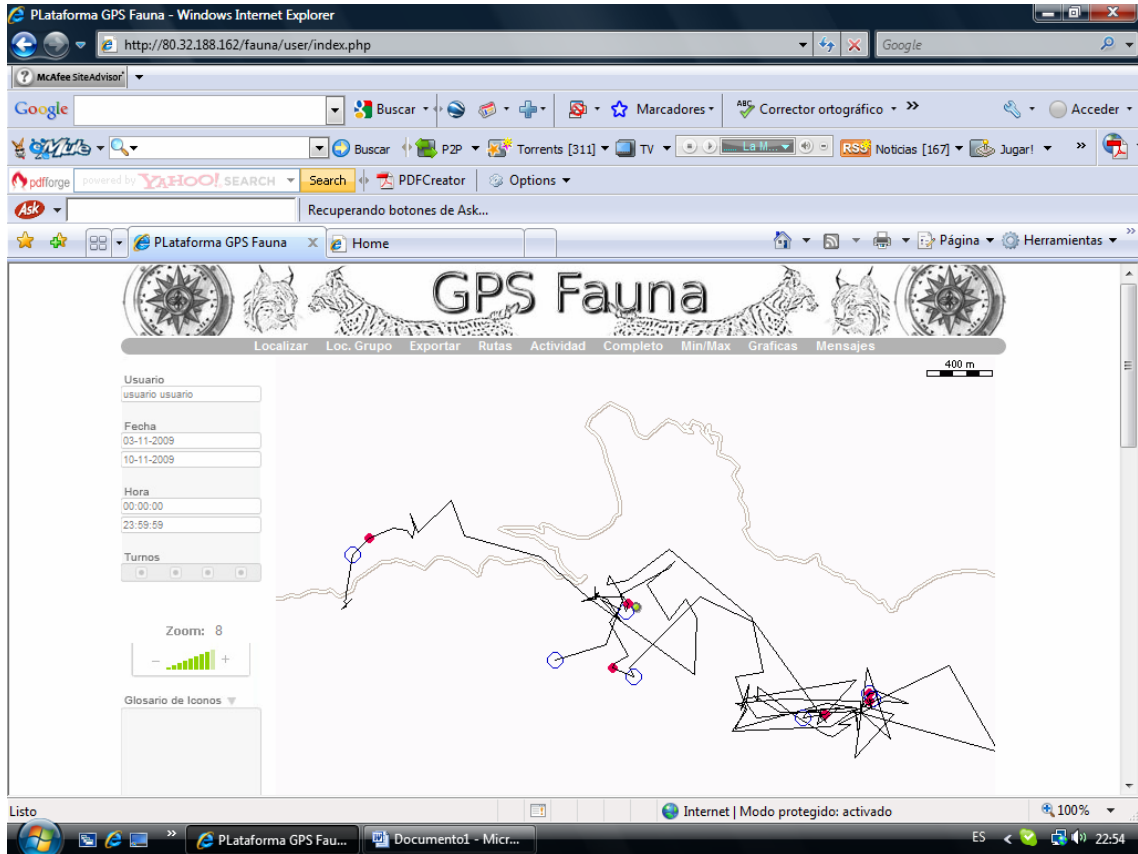 PLataforma GPS Fauna - Windows Internet Explorer
http://80.32.188.162/fauna/user/index.php
Google
McAfee SiteAdvisor
Google Buscar Marcadores Corrector ortográfico Acceder
Buscar P2P Torrents [311] TV RSS Noticias [167] Jugar!
pdfforge powered by YAHOO! SEARCH Search PDFCreator Options
Ask Recuperando botones de Ask...
PLataforma GPS Fauna X Home Página Herramientas
GPS Fauna
Localizar Loc. Grupo Exportar Rutas Actividad Completo Min/Max Graficas Mensajes
400 m
Usuario
usuario usuario
Fecha
03-11-2009
10-11-2009
Hora
00:00:00
23:59:59
Turnos
Zoom: 8
Glosario de Iconos
Listo Internet | Modo protegido: activado 100%
PLataforma GPS Fau... Documento1 - Micr... ES 22:54